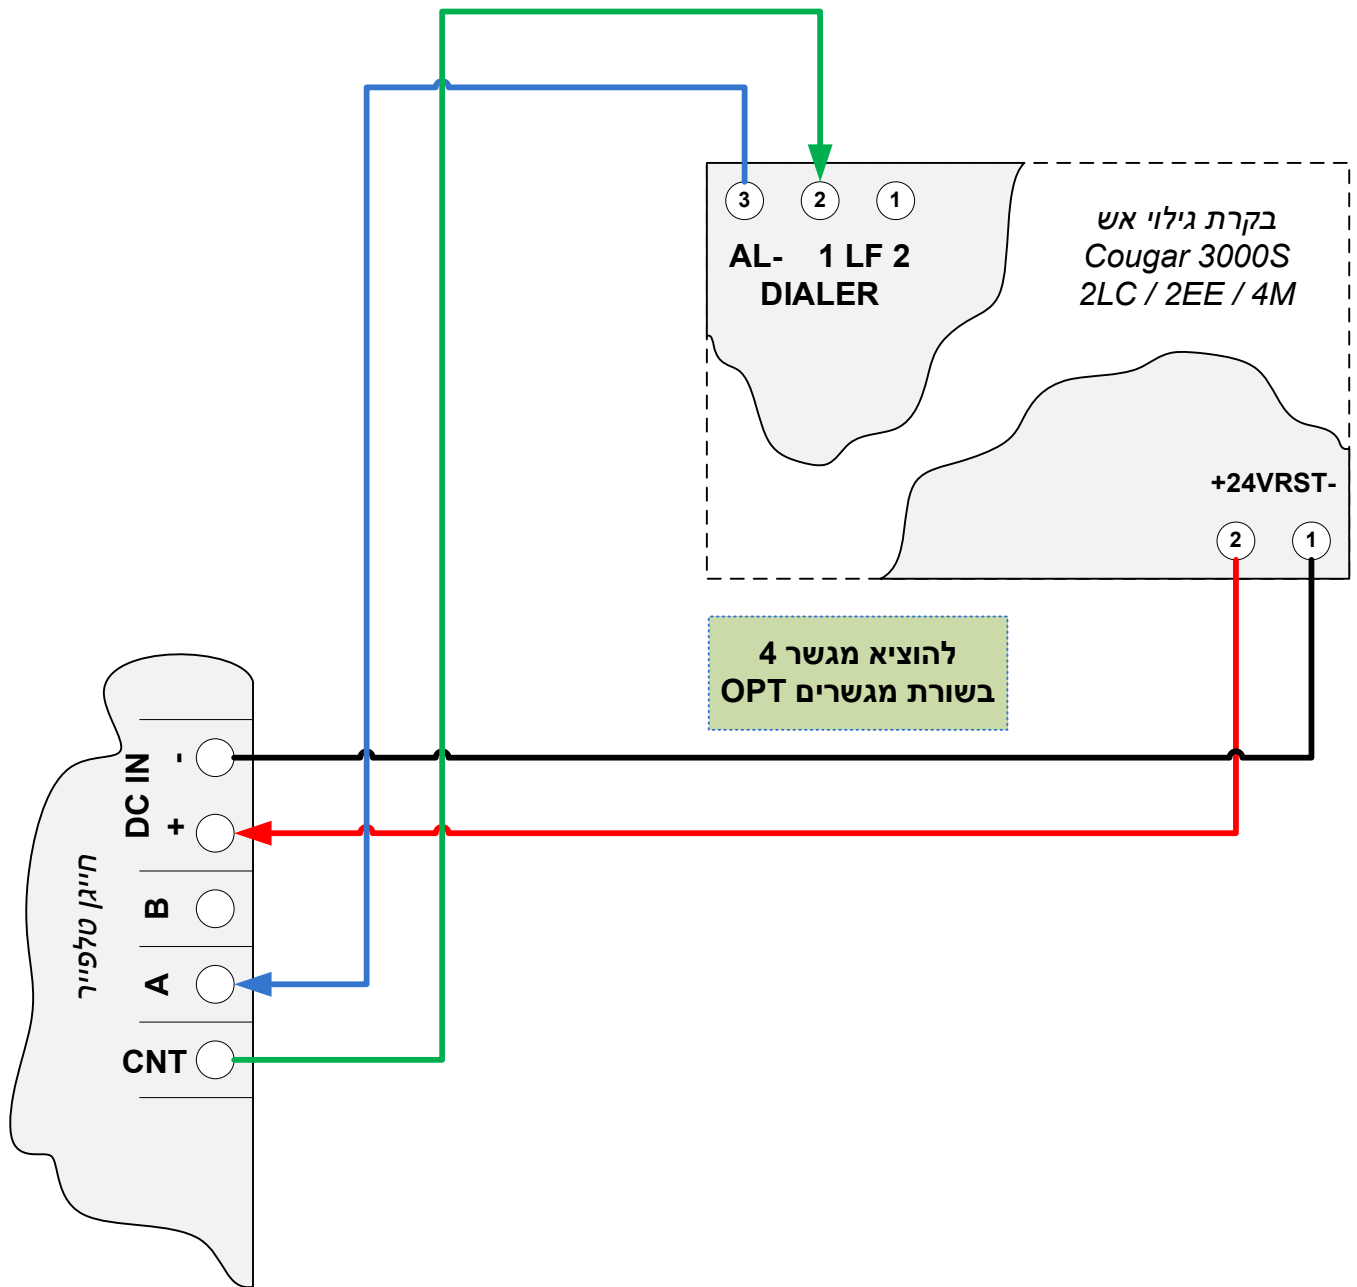 3 2 1
AL- 1 LF 2
DIALER
בקרת גילוי אש
Cougar 3000S
2LC / 2EE / 4M
+24VRST-
2 1
להוציא מגשר 4
בשורת מגשרים OPT
DC IN
-
+
B
A
CNT
חייגן טלפייר